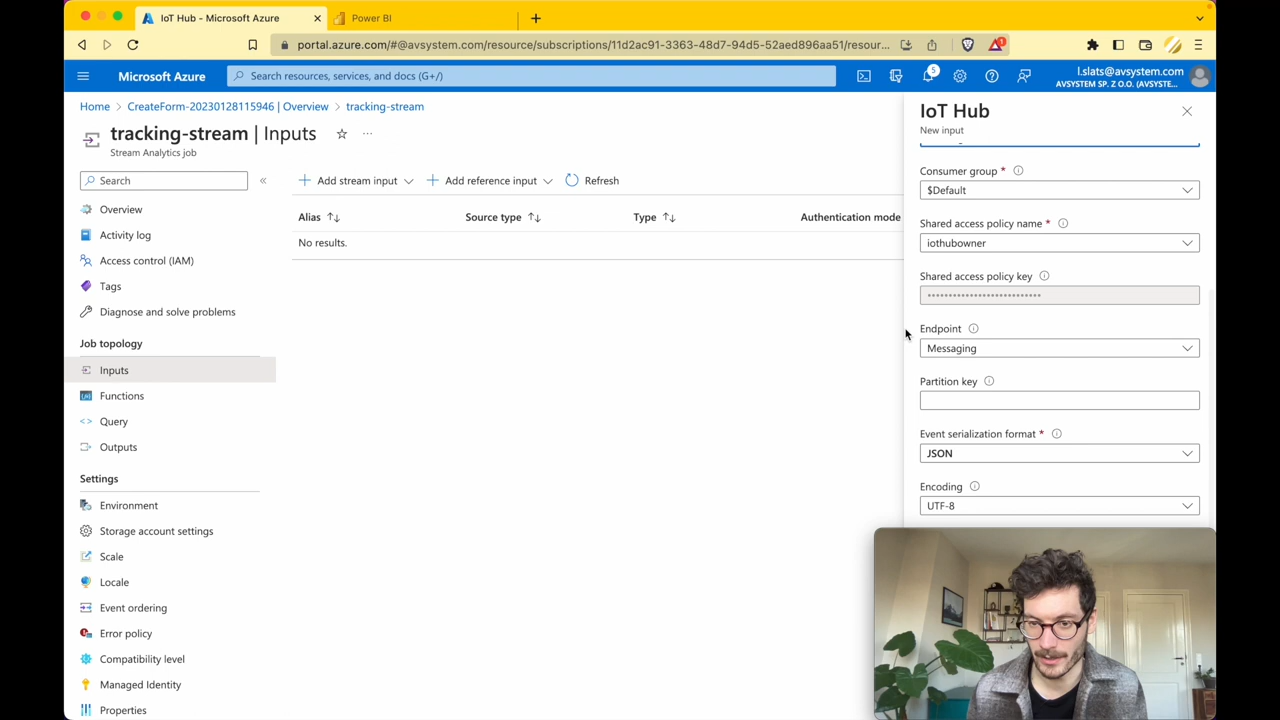 IoT Hub - Microsoft Azure
Power BI
portal.azure.com/#@avsystem.com/resource/subscriptions/11d2ac91-3363-48d7-94d5-52aed896aa51/resour...
1
Microsoft Azure
Search resources, services, and docs (G+/)
5
l.slats@avsystem.com
AVSYSTEM SP. Z O.O. (AVSYSTE...
Home > CreateForm-20230128115946 | Overview > tracking-stream
tracking-stream | Inputs
Stream Analytics job
Search
Overview
Activity log
Access control (IAM)
Tags
Diagnose and solve problems
Job topology
Inputs
Functions
Query
Outputs
Settings
Environment
Storage account settings
Scale
Locale
Event ordering
Error policy
Compatibility level
Managed Identity
Properties
Add stream input
Add reference input
Refresh
Alias
Source type
Type
Authentication mode
No results.
IoT Hub
New input
Consumer group *
$Default
Shared access policy name *
iothubowner
Shared access policy key
••••••••••••••••••••••••••••
Endpoint
Messaging
Partition key
Event serialization format *
JSON
Encoding
UTF-8